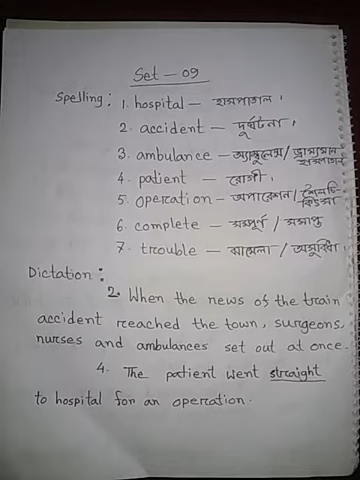 Set - 09
Spelling: 1. hospital - হাসপাতাল।
2. accident - দূর্ঘটনা।
3. ambulance - অ্যাম্বুলেন্স/ ভ্রাম্যমান
হাসপাতাল
4. patient - রোগী।
5. operation - অপারেশন/
6. complete - সম্পূর্ণ / সমাপ্ত
7. trouble - ঝামেলা / অসুবিধা।
Dictation:
2. When the news of the train
accident reached the town, surgeons,
nurses and ambulances set out at once.
4. The patient went straight
to hospital for an operation.